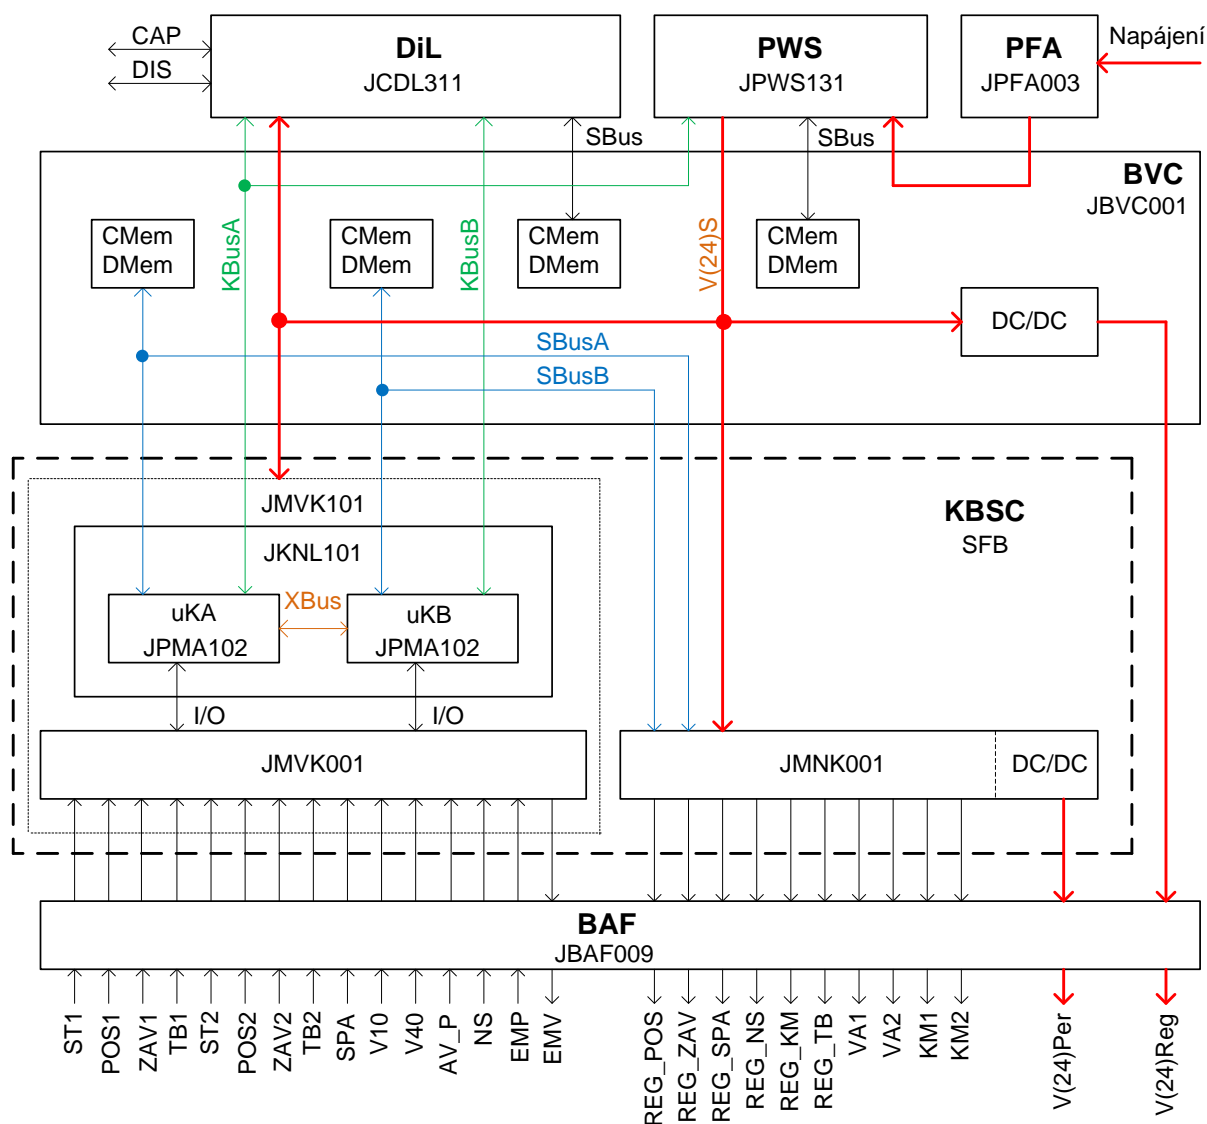 CAP
DIS
DiL
JCDL311
PWS
JPWS131
PFA
JPFA003
Napájení
SBus
SBus
BVC
JBVC001
CMem
DMem
KBusA
CMem
DMem
KBusB
CMem
DMem
V(24)S
CMem
DMem
DC/DC
SBusA
SBusB
JMVK101
KBSC
SFB
JKNL101
uKA
JPMA102
XBus
uKB
JPMA102
I/O
I/O
JMVK001
JMNK001
DC/DC
BAF
JBAF009
ST1
POS1
ZAV1
TB1
ST2
POS2
ZAV2
TB2
SPA
V10
V40
AV_P
NS
EMP
EMV
REG_POS
REG_ZAV
REG_SPA
REG_NS
REG_KM
REG_TB
VA1
VA2
KM1
KM2
V(24)Per
V(24)Reg